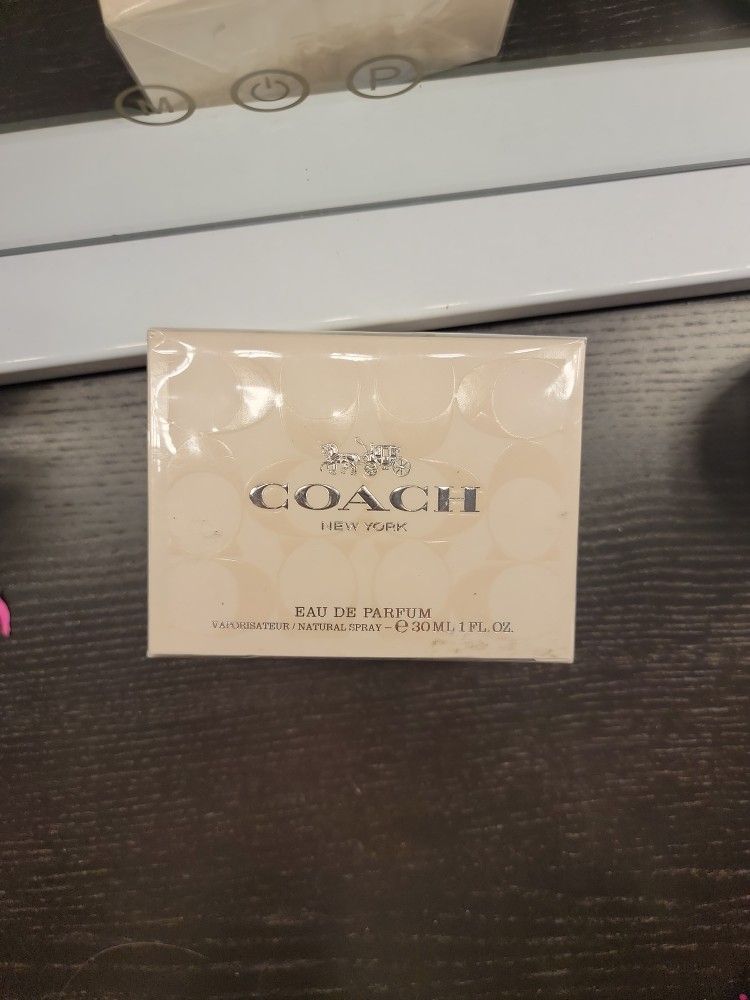 M P
COACH
NEW YORK
EAU DE PARFUM
VAPORISATEUR / NATURAL SPRAY - ℮ 30 ML 1 FL. OZ.